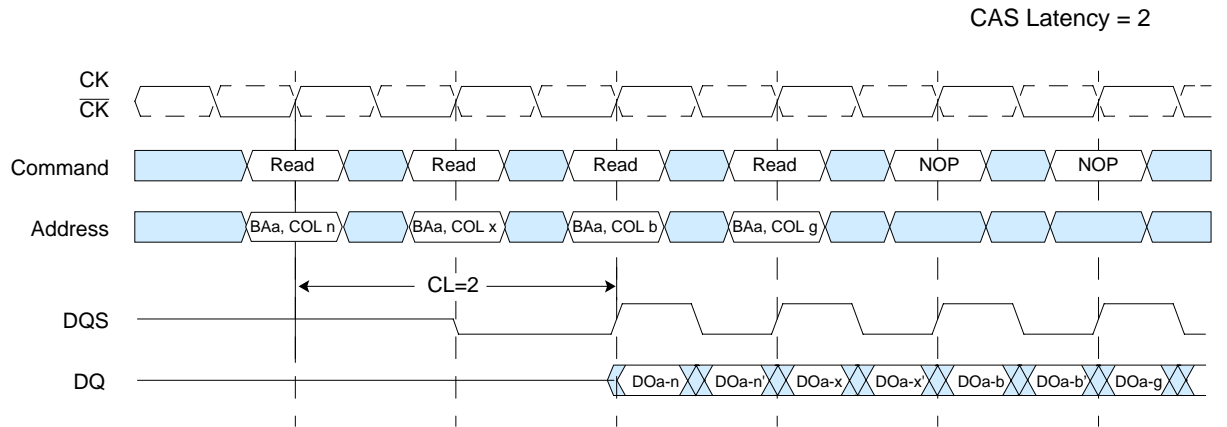 CAS Latency = 2
CK
CK
Command Read Read Read Read NOP NOP
Address BAa, COL n BAa, COL x BAa, COL b BAa, COL g
CL=2
DQS
DQ DOa-n DOa-n' DOa-x DOa-x' DOa-b DOa-b' DOa-g